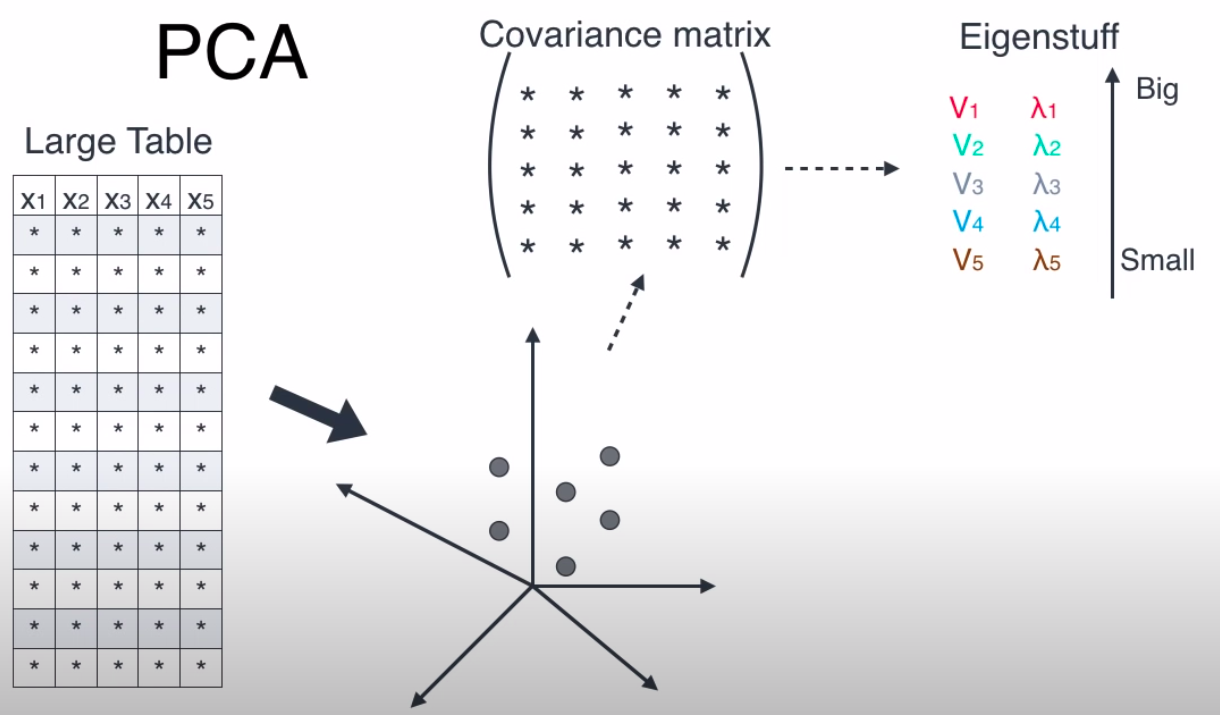 PCA
Large Table
x1 x2 x3 x4 x5
* * * * *
* * * * *
* * * * *
* * * * *
* * * * *
* * * * *
* * * * *
* * * * *
* * * * *
* * * * *
* * * * *
* * * * *
Covariance matrix
* * * * *
* * * * *
* * * * *
* * * * *
* * * * *
Eigenstuff
V1 λ1
V2 λ2
V3 λ3
V4 λ4
V5 λ5
Big
Small